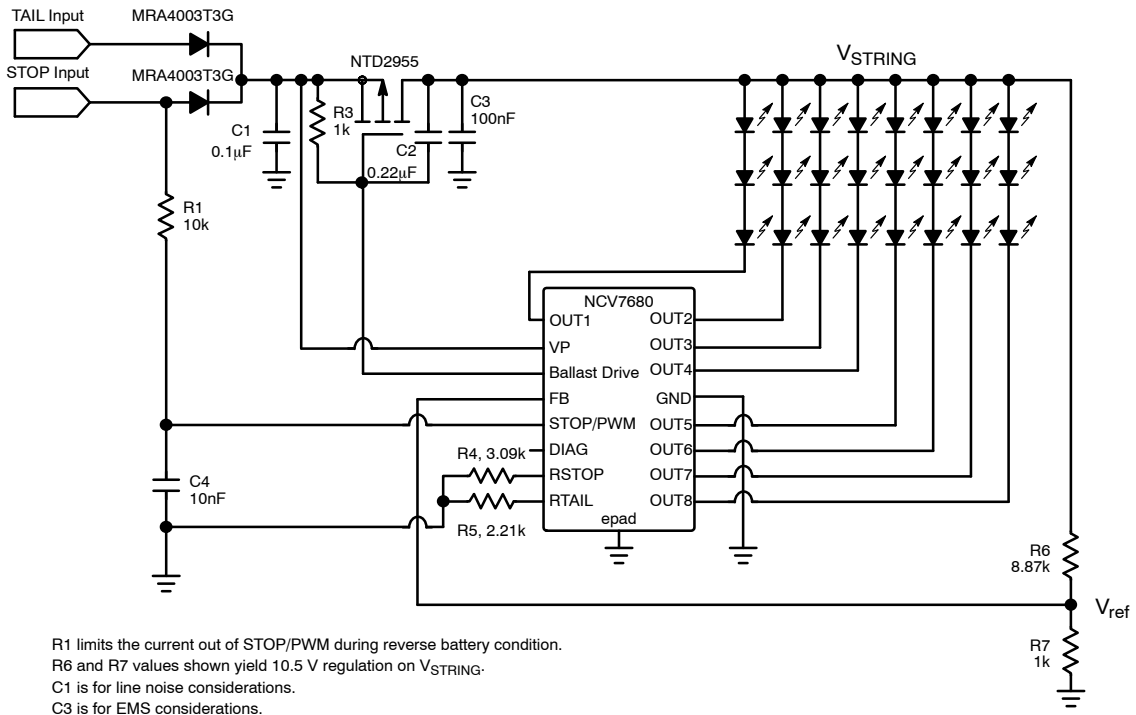 TAIL Input
MRA4003T3G
STOP Input
MRA4003T3G
NTD2955
V_STRING
R3
1k
C1
0.1μF
C2
0.22μF
C3
100nF
R1
10k
NCV7680
OUT1
OUT2
VP
OUT3
Ballast Drive
OUT4
FB
GND
STOP/PWM
OUT5
DIAG
OUT6
R4, 3.09k
RSTOP
OUT7
RTAIL
OUT8
R5, 2.21k
epad
C4
10nF
R6
8.87k
V_ref
R7
1k
R1 limits the current out of STOP/PWM during reverse battery condition.
R6 and R7 values shown yield 10.5 V regulation on V_STRING.
C1 is for line noise considerations.
C3 is for EMS considerations.